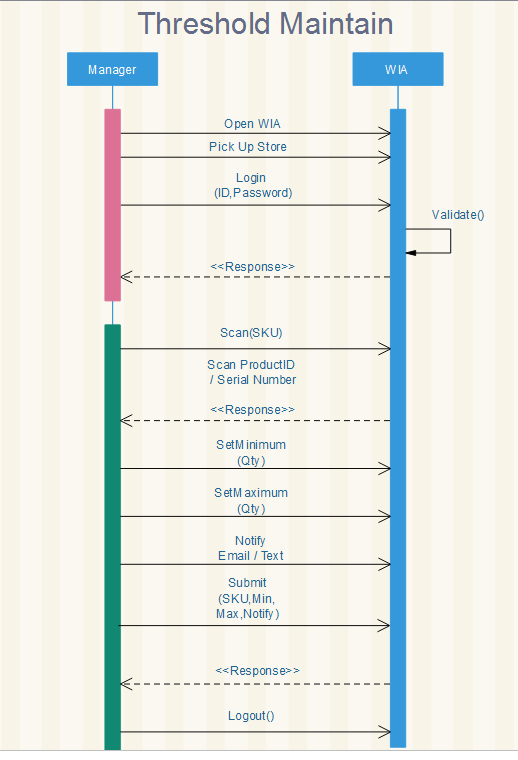 Threshold Maintain
Manager
WIA
Open WIA
Pick Up Store
Login
(ID,Password)
Validate()
<<Response>>
Scan(SKU)
Scan ProductID
/ Serial Number
<<Response>>
SetMinimum
(Qty)
SetMaximum
(Qty)
Notify
Email / Text
Submit
(SKU,Min,
Max,Notify)
<<Response>>
Logout()